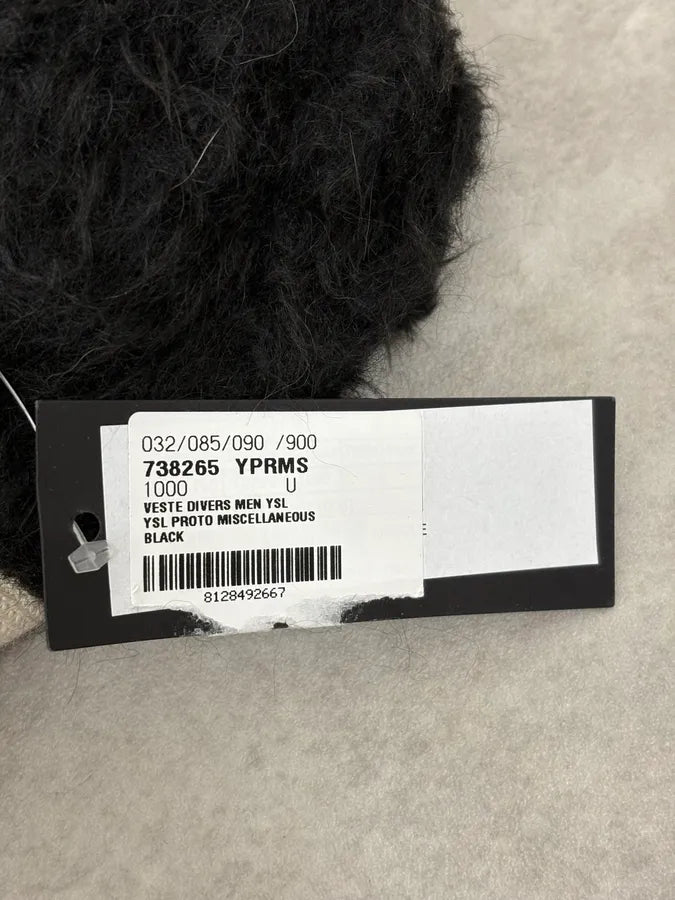 032/085/090 /900
738265 YPRMS
1000 U
VESTE DIVERS MEN YSL
YSL PROTO MISCELLANEOUS
BLACK
8128492667